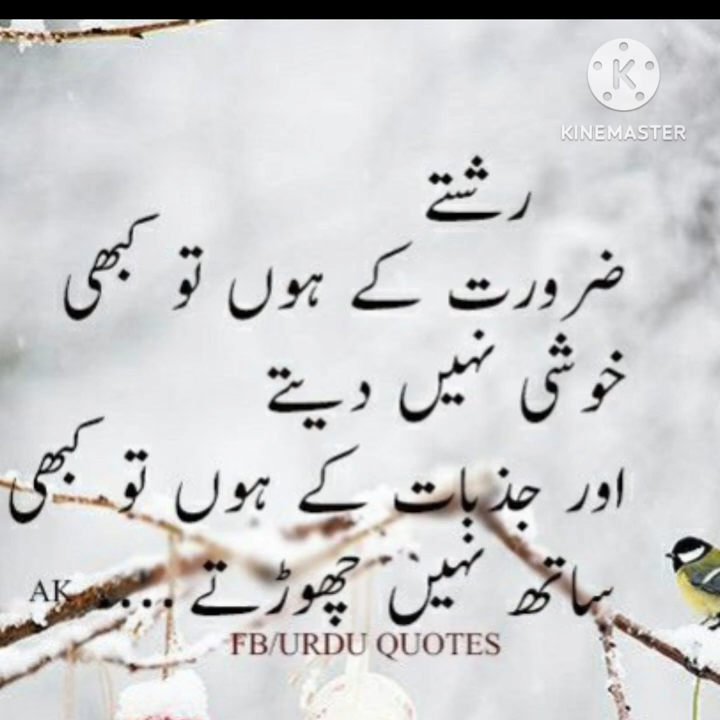 KINEMASTER
رشتے
ضرورت کے ہوں تو کبھی
خوشی نہیں دیتے
اور جذبات کے ہوں تو کبھی
ساتھ نہیں چھوڑتے ....
AK
FB/URDU QUOTES